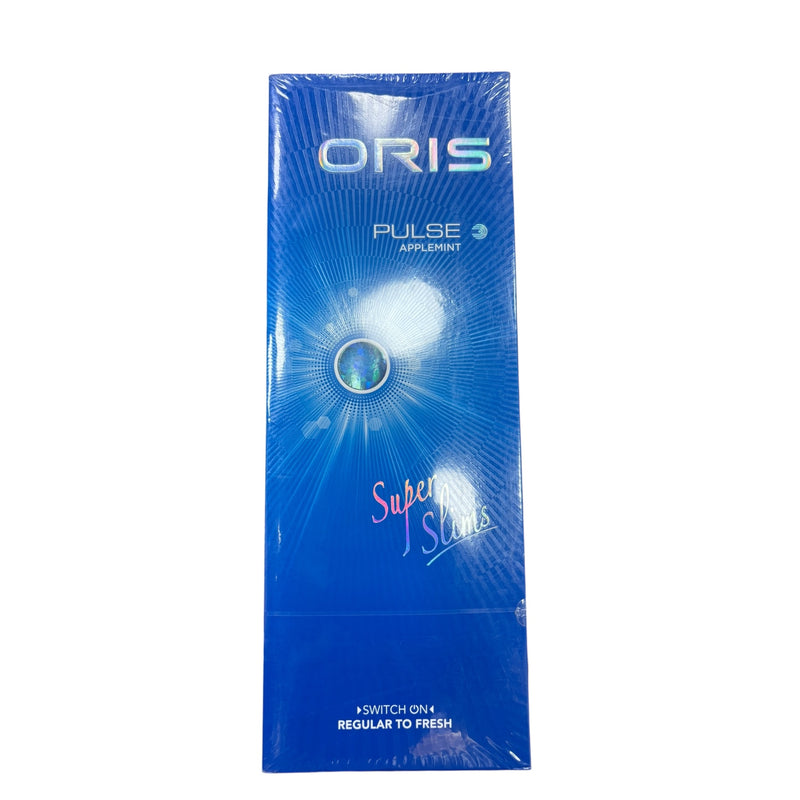 ORIS
PULSE
APPLEMINT
Super
Slims
SWITCH ON
REGULAR TO FRESH